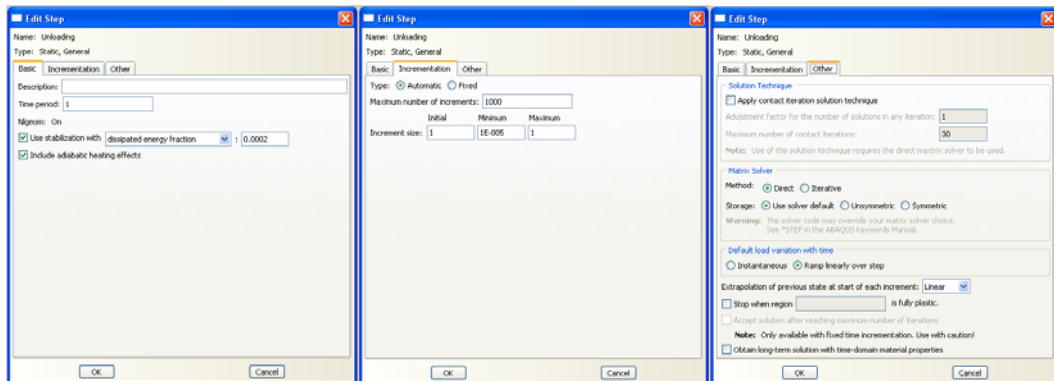 Edit Step
Name: Unloading
Type: Static, General
Basic Incrementation Other
Description:
Time period: 1
Nlgeom: On
Use stabilization with dissipated energy fraction : 0.0002
Include adiabatic heating effects
OK Cancel
Edit Step
Name: Unloading
Type: Static, General
Basic Incrementation Other
Type: Automatic Fixed
Maximum number of increments: 1000
Initial Minimum Maximum
Increment size: 1 1E-005 1
OK Cancel
Edit Step
Name: Unloading
Type: Static, General
Basic Incrementation Other
Solution Technique
Apply contact iteration solution technique
Adjustment factor for the number of solutions in any iteration: 1
Maximum number of contact iterations: 30
Note: Use of this solution technique requires the direct maxtrix solver to be used.
Matrix Solver
Method: Direct Iterative
Storage: Use solver default Unsymmetric Symmetric
Warning: The solver code may override your matrix solver choice.
See *STEP in the ABAQUS Keywords Manual.
Default load variation with time
Instantaneous Ramp linearly over step
Extrapolation of previous state at start of each increment: Linear
Stop when region is fully plastic.
Accept solution after reaching maximum number of iterations
Note: Only available with fixed time incrementation. Use with caution!
Obtain long-term solution with time-domain material properties
OK Cancel